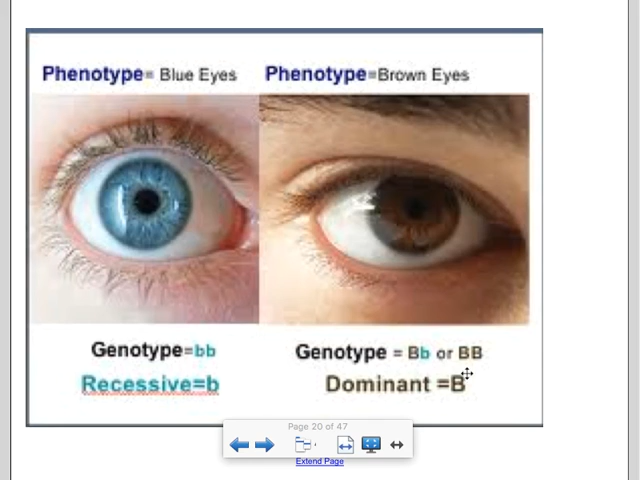 Phenotype= Blue Eyes
Phenotype=Brown Eyes
Genotype=bb
Recessive=b
Genotype = Bb or BB
Dominant =B
Page 20 of 47
Extend Page